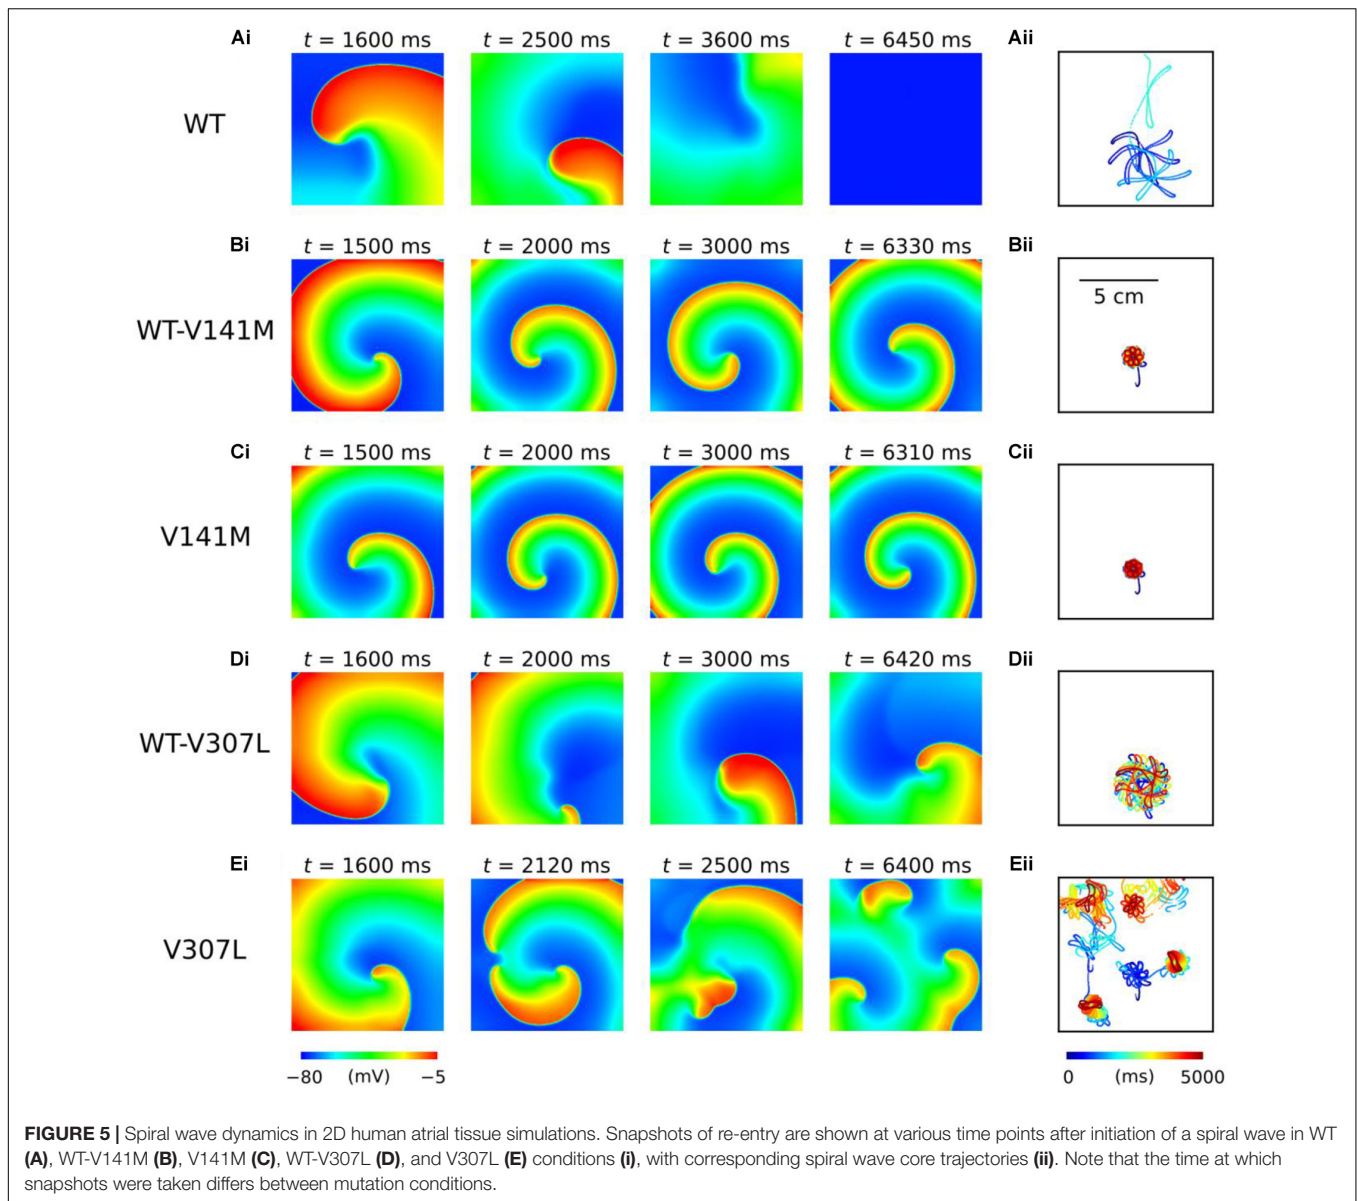 Ai
t = 1600 ms
t = 2500 ms
t = 3600 ms
t = 6450 ms
Aii
WT
Bi
t = 1500 ms
t = 2000 ms
t = 3000 ms
t = 6330 ms
Bii
WT-V141M
5 cm
Ci
t = 1500 ms
t = 2000 ms
t = 3000 ms
t = 6310 ms
Cii
V141M
Di
t = 1600 ms
t = 2000 ms
t = 3000 ms
t = 6420 ms
Dii
WT-V307L
Ei
t = 1600 ms
t = 2120 ms
t = 2500 ms
t = 6400 ms
Eii
V307L
−80 (mV) −5
0 (ms) 5000
FIGURE 5 | Spiral wave dynamics in 2D human atrial tissue simulations. Snapshots of re-entry are shown at various time points after initiation of a spiral wave in WT
(A), WT-V141M (B), V141M (C), WT-V307L (D), and V307L (E) conditions (i), with corresponding spiral wave core trajectories (ii). Note that the time at which
snapshots were taken differs between mutation conditions.